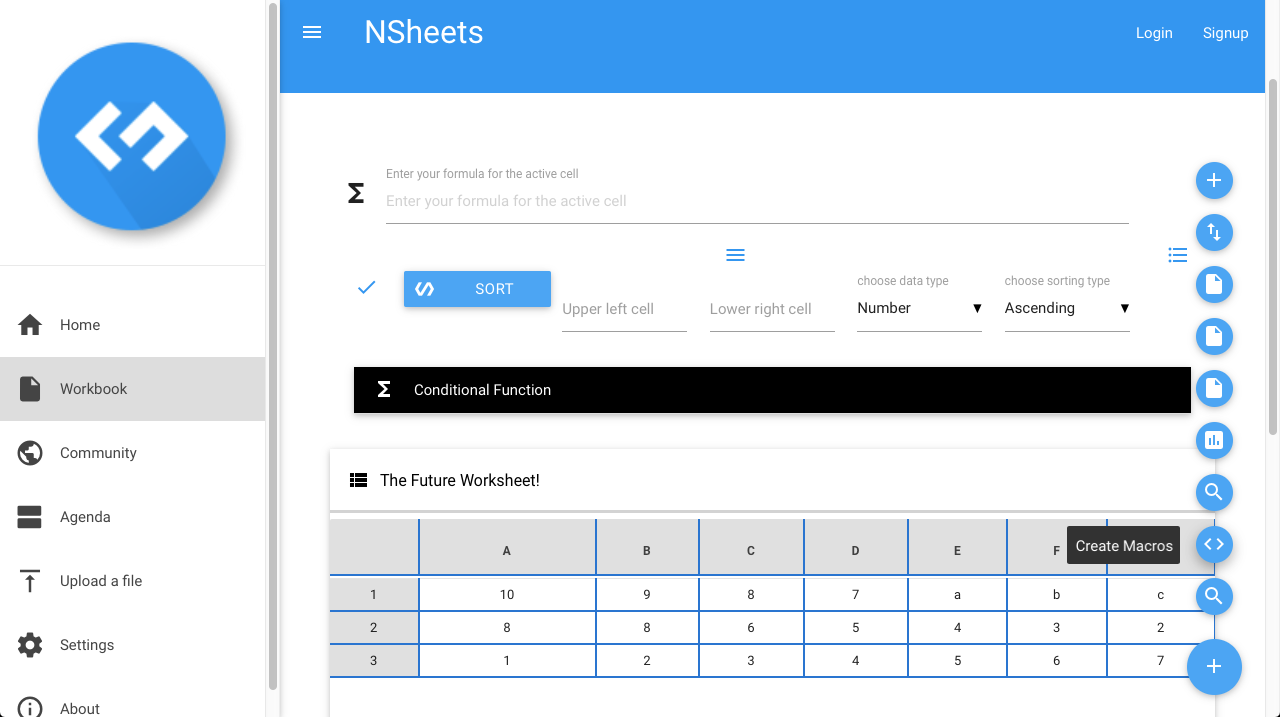 NSheets
Login
Signup
Home
Workbook
Community
Agenda
Upload a file
Settings
About
Enter your formula for the active cell
Enter your formula for the active cell
SORT
Upper left cell
Lower right cell
choose data type
Number
choose sorting type
Ascending
Conditional Function
The Future Worksheet!
A B C D E F
Create Macros
1 10 9 8 7 a b c
2 8 8 6 5 4 3 2
3 1 2 3 4 5 6 7